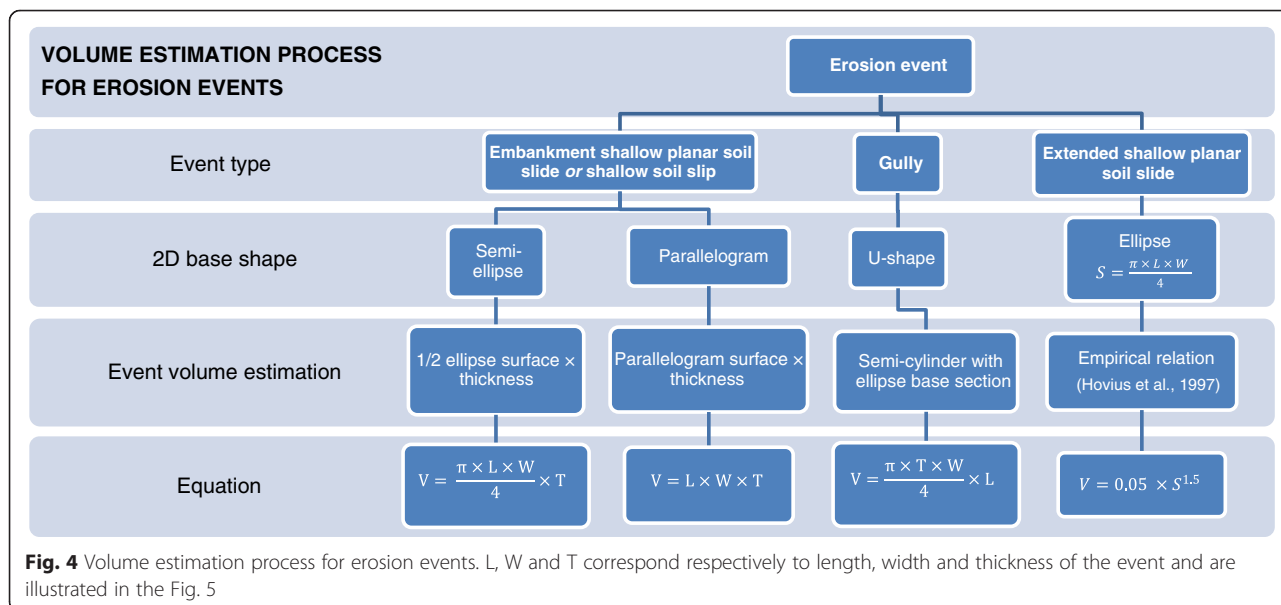 VOLUME ESTIMATION PROCESS
FOR EROSION EVENTS
Erosion event
Event type
Embankment shallow planar soil
slide or shallow soil slip
Gully
Extended shallow planar
soil slide
2D base shape
Semi-
ellipse
Parallelogram
U-shape
Ellipse
S = π × L × W / 4
Event volume estimation
1/2 ellipse surface ×
thickness
Parallelogram surface ×
thickness
Semi-cylinder with
ellipse base section
Empirical relation
(Hovius et al., 1997)
Equation
V = π × L × W / 4 × T
V = L × W × T
V = π × T × W / 4 × L
V = 0.05 × S^1.5
Fig. 4 Volume estimation process for erosion events. L, W and T correspond respectively to length, width and thickness of the event and are
illustrated in the Fig. 5